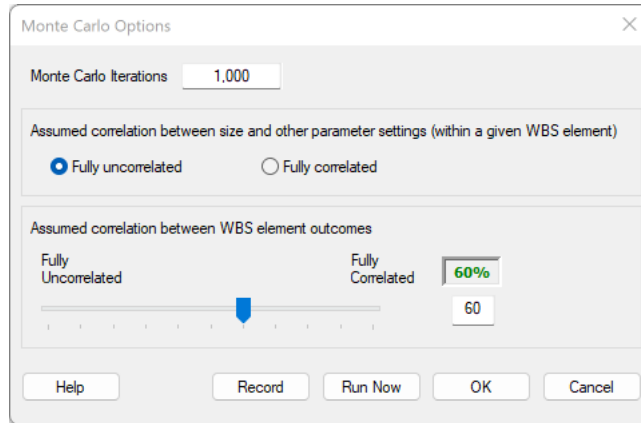 Monte Carlo Options
Monte Carlo Iterations 1,000
Assumed correlation between size and other parameter settings (within a given WBS element)
Fully uncorrelated Fully correlated
Assumed correlation between WBS element outcomes
Fully Uncorrelated
Fully Correlated
60%
60
Help Record Run Now OK Cancel